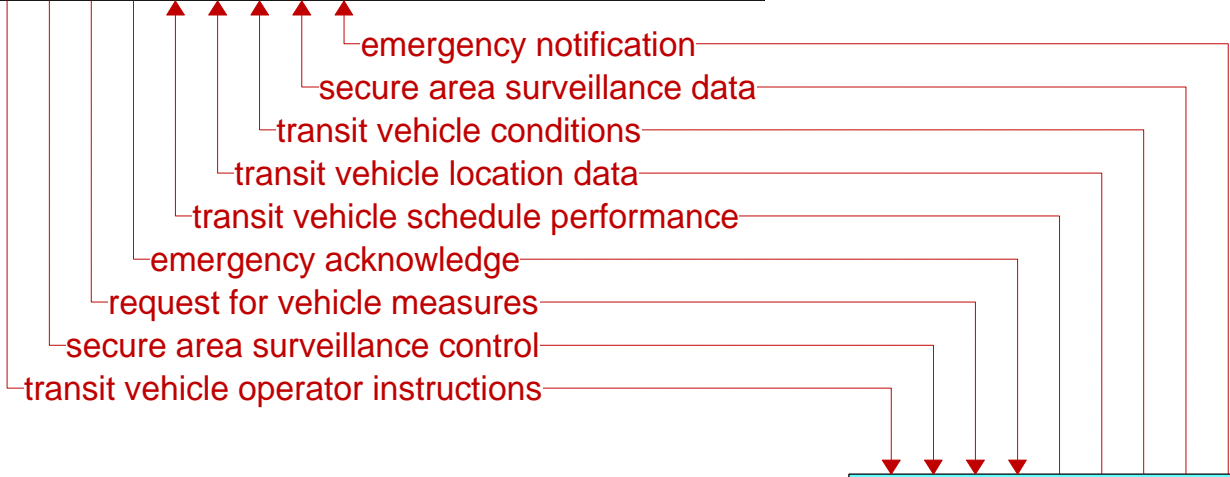 emergency notification
secure area surveillance data
transit vehicle conditions
transit vehicle location data
transit vehicle schedule performance
emergency acknowledge
request for vehicle measures
secure area surveillance control
transit vehicle operator instructions